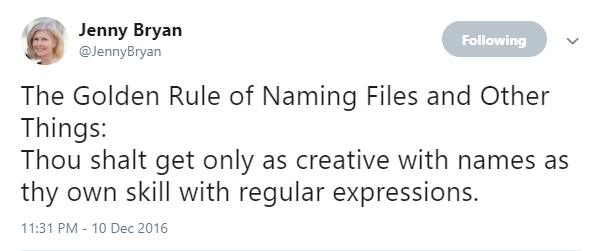 Jenny Bryan
@JennyBryan
Following
The Golden Rule of Naming Files and Other
Things:
Thou shalt get only as creative with names as
thy own skill with regular expressions.
11:31 PM - 10 Dec 2016